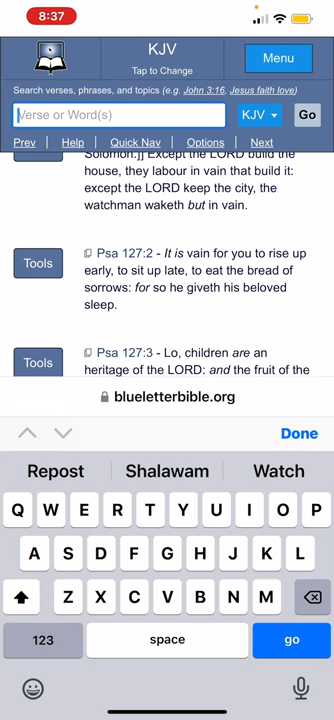 8:37
KJV
Tap to Change
Menu
Search verses, phrases, and topics (e.g. John 3:16, Jesus faith love)
Verse or Word(s)
KJV
Go
Prev
Help
Quick Nav
Options
Next
Solomon.]] Except the LORD build the
house, they labour in vain that build it:
except the LORD keep the city, the
watchman waketh but in vain.
Tools
Psa 127:2 - It is vain for you to rise up
early, to sit up late, to eat the bread of
sorrows: for so he giveth his beloved
sleep.
Tools
Psa 127:3 - Lo, children are an
heritage of the LORD: and the fruit of the
blueletterbible.org
Done
Repost
Shalawam
Watch
Q W E R T Y U I O P
A S D F G H J K L
Z X C V B N M
123
space
go